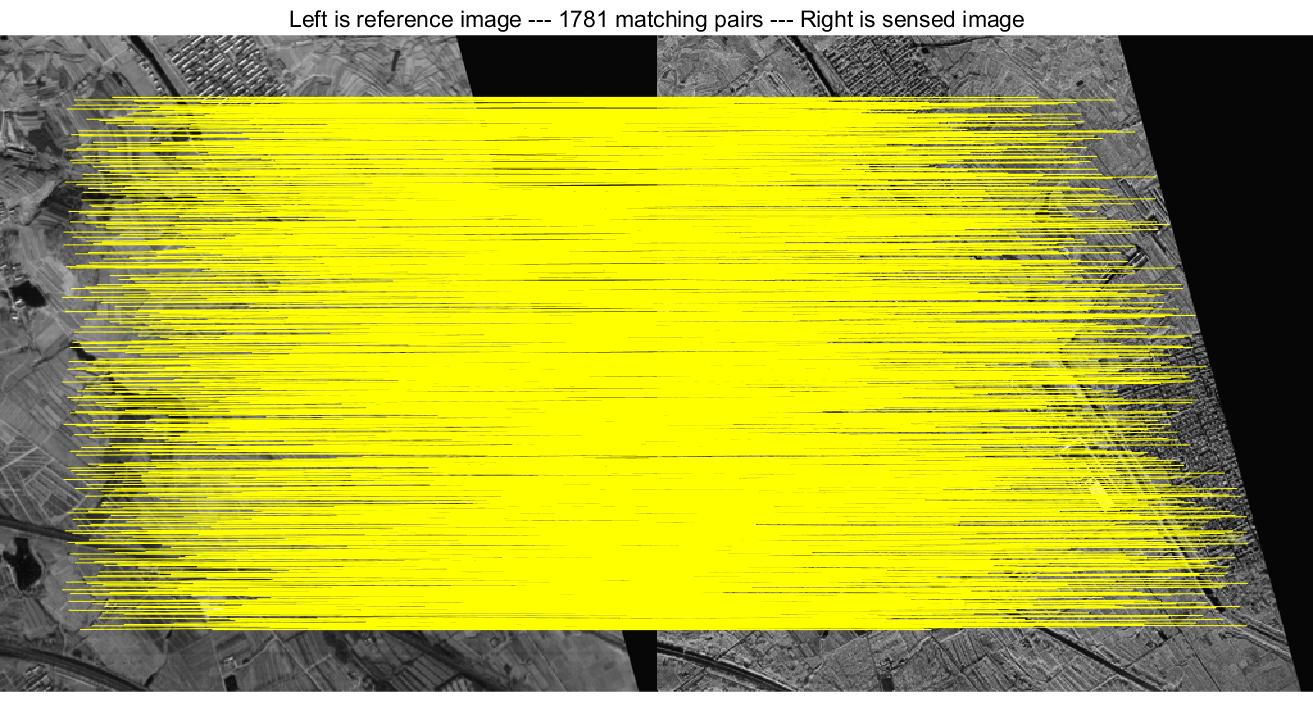 Left is reference image --- 1781 matching pairs --- Right is sensed image